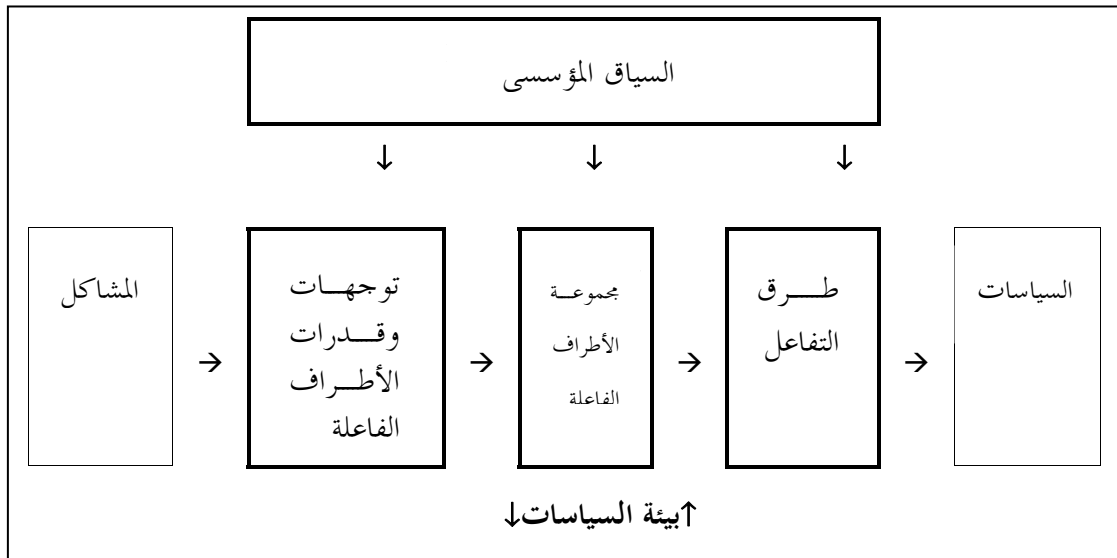 السياق المؤسسى
↓ ↓ ↓
المشاكل
→
توجهات
وقدرات
الأطراف
الفاعلة
→
مجموعة
الأطراف
الفاعلة
→
طرق
التفاعل
→
السياسات
↑بيئة السياسات↓